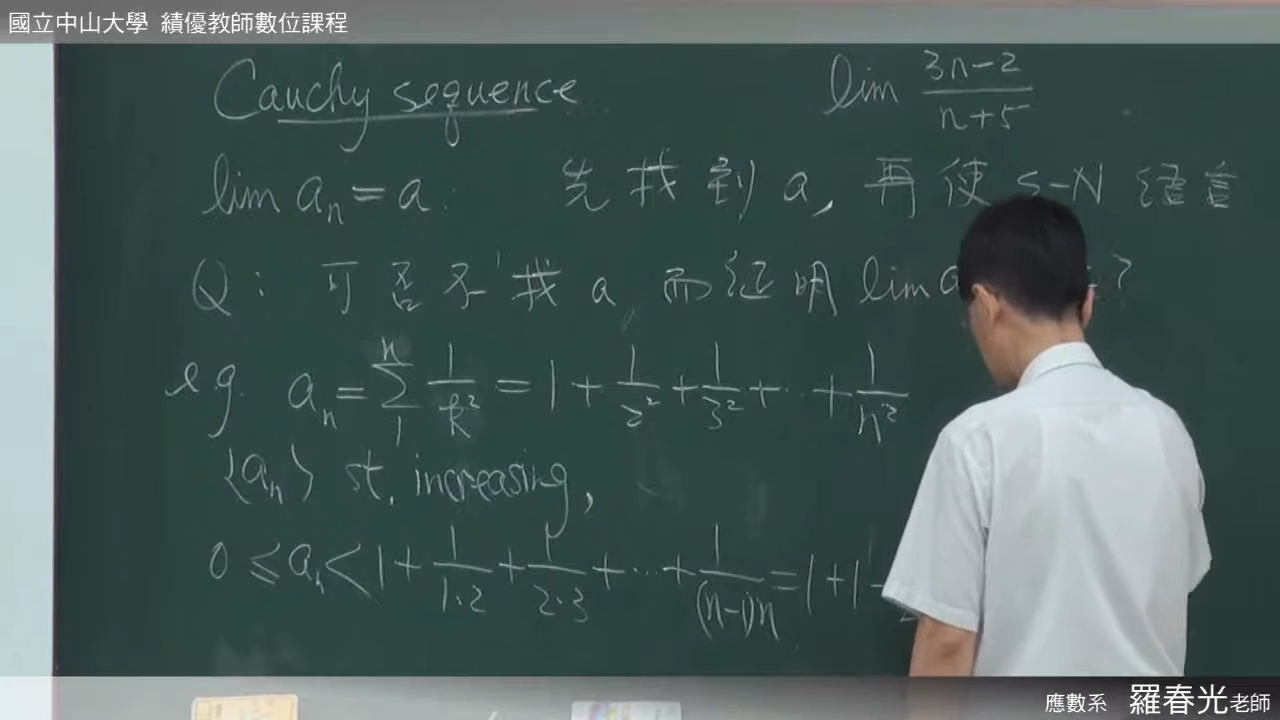 國立中山大學 績優教師數位課程
Cauchy sequence
lim (3n-2)/(n+5)
lim aₙ = a. 先找到 a, 再使 ε-N 語言
Q: 可否不找 a 而証明 lim a ?
eg. aₙ = ∑₁ⁿ 1/k² = 1 + 1/2² + 1/3² + … + 1/n²
⟨aₙ⟩ st. increasing,
0 ≤ aₙ < 1 + 1/1·2 + 1/2·3 + … + 1/(n-1)n = 1 + 1 -
應數系 羅春光老師